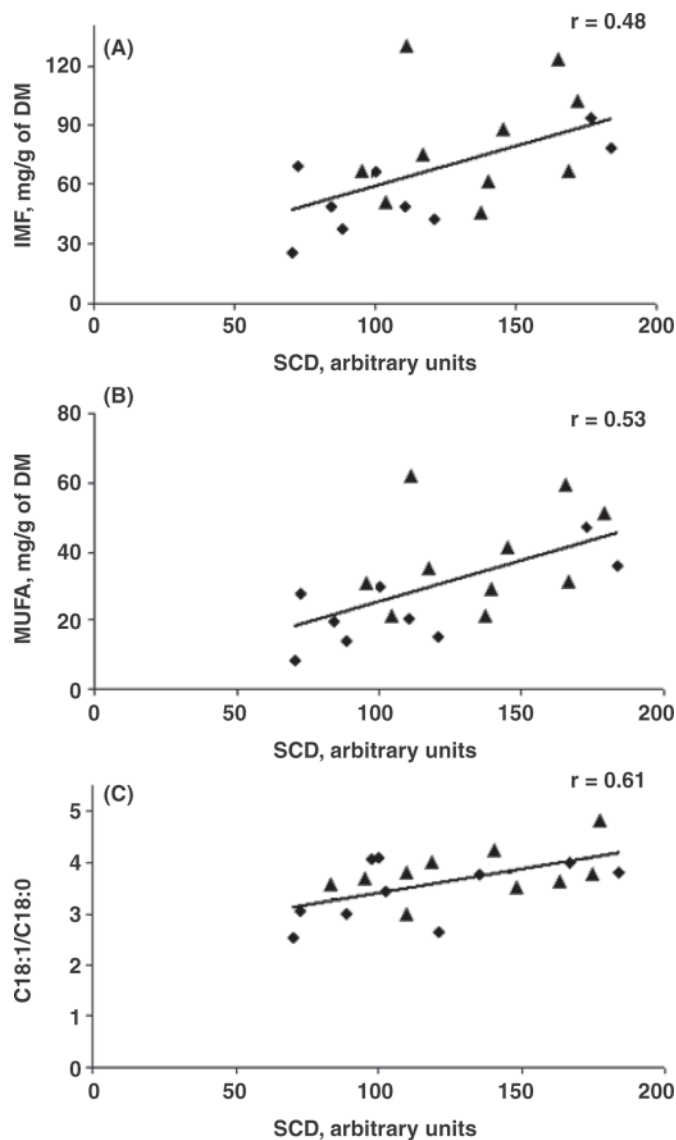 (A)
r = 0.48
IMF, mg/g of DM
120
90
60
30
0
0 50 100 150 200
SCD, arbitrary units
(B)
r = 0.53
MUFA, mg/g of DM
80
60
40
20
0
0 50 100 150 200
SCD, arbitrary units
(C)
r = 0.61
C18:1/C18:0
5
4
3
2
1
0
0 50 100 150 200
SCD, arbitrary units